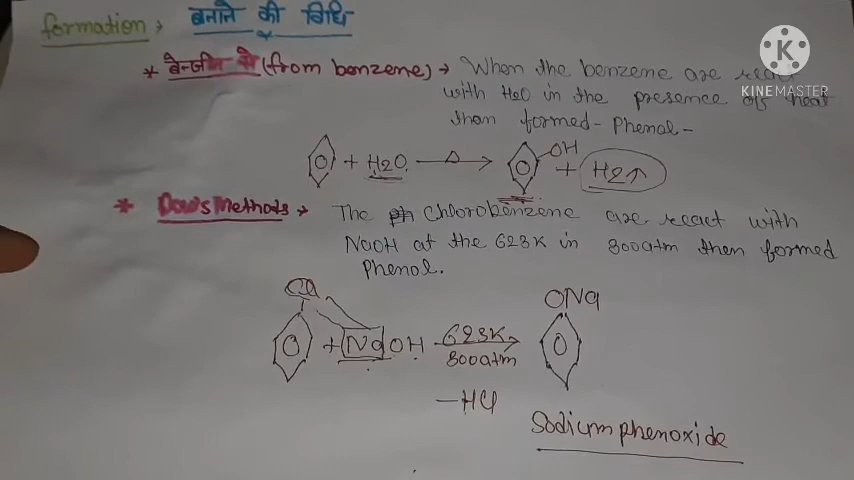 formation → बनाने की विधि
* बेन्जीन से (from benzene) → When the benzene are react
with H2O in the presence of heat
than formed - Phenol -
+ H2O → OH + H2↑
* Dow's Methods → The Chlorobenzene are react with
NaOH at the 623K in 300atm then formed
Phenol.
Cl
ONa
+ NaOH 623K
300atm
- HCl
Sodium phenoxide
KINEMASTER